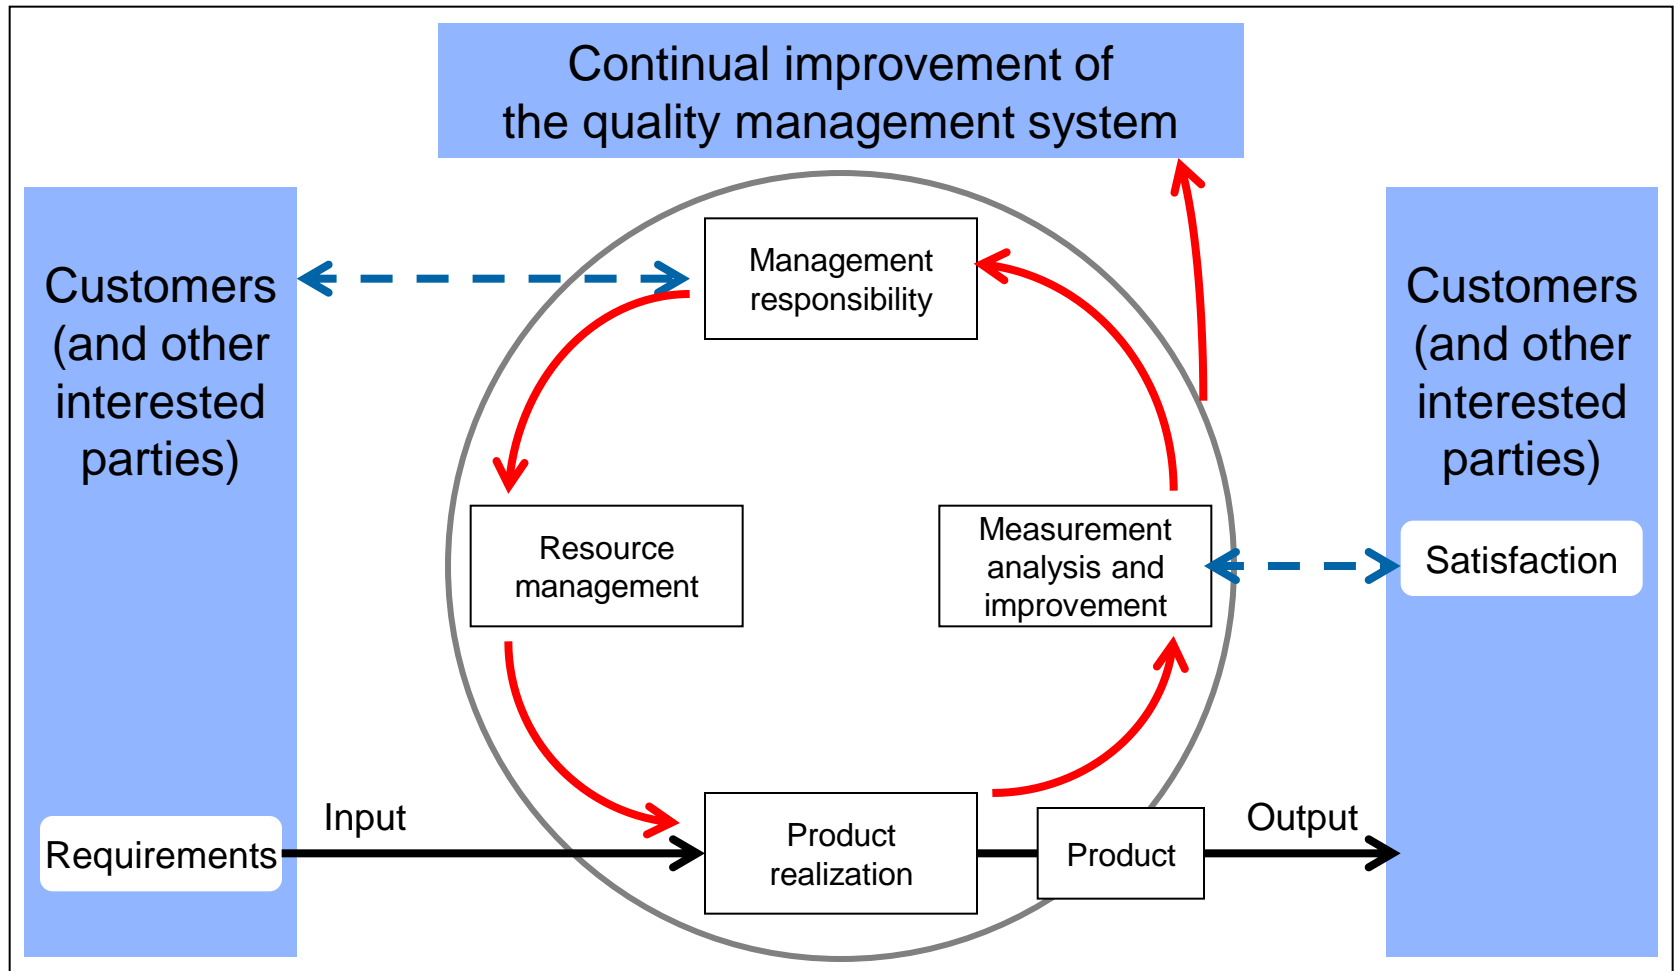 Continual improvement of
the quality management system
Customers
(and other
interested
parties)
Management
responsibility
Customers
(and other
interested
parties)
Resource
management
Measurement
analysis and
improvement
Satisfaction
Requirements
Input
Product
realization
Product
Output